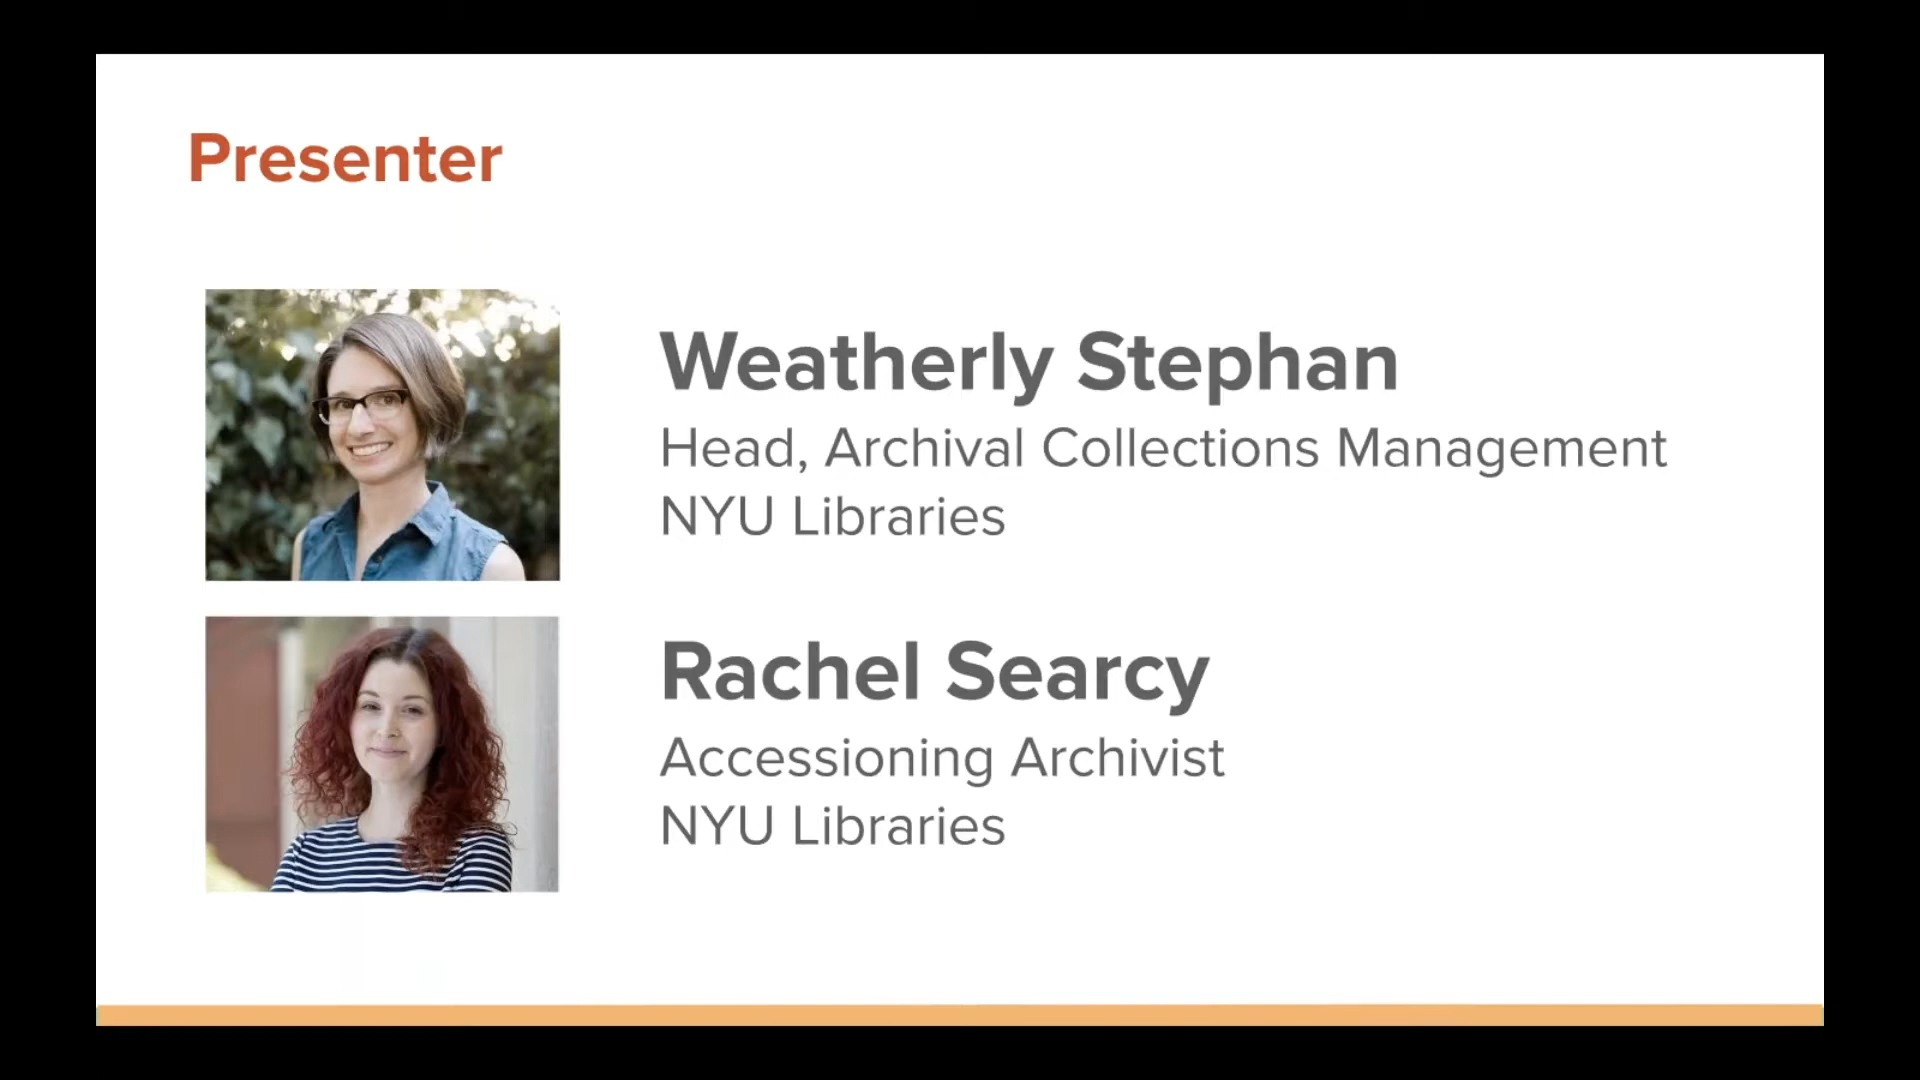 Presenter
Weatherly Stephan
Head, Archival Collections Management
NYU Libraries
Rachel Searcy
Accessioning Archivist
NYU Libraries